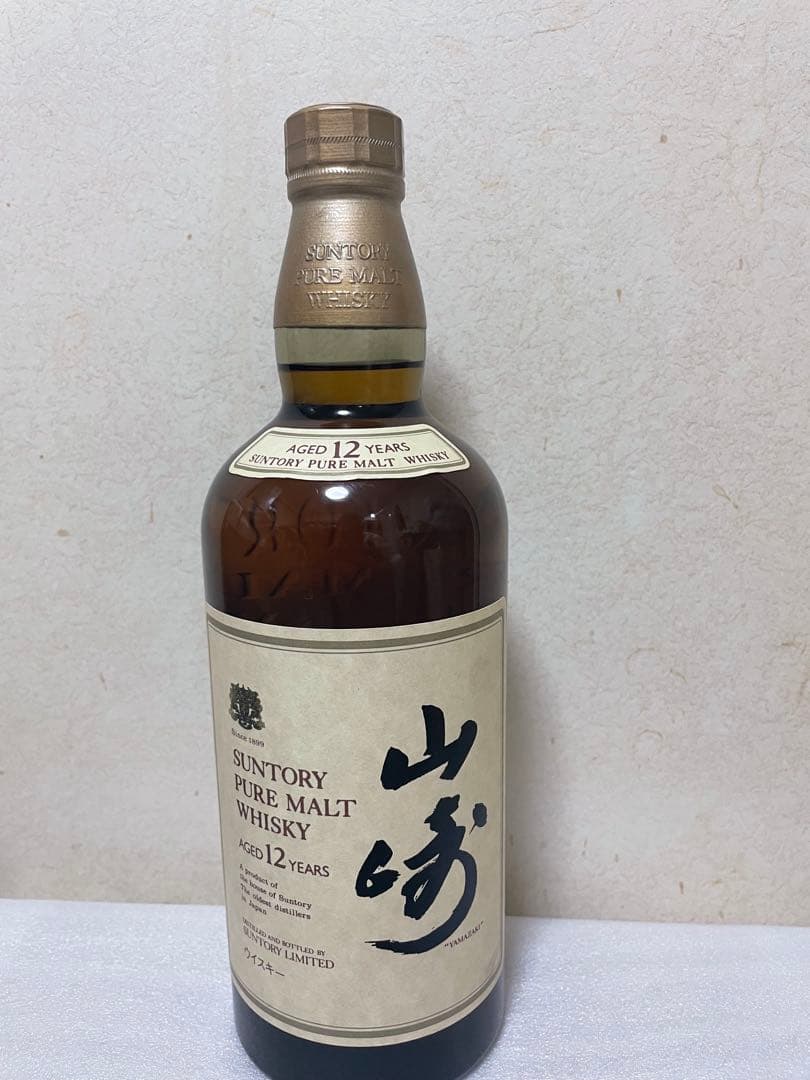 SUNTORY
PURE MALT
WHISKY
AGED 12 YEARS
SUNTORY PURE MALT WHISKY
Since 1899
SUNTORY
PURE MALT
WHISKY
AGED 12 YEARS
A product of
the house of Suntory
The oldest distillers
in Japan
DISTILLED AND BOTTLED BY
SUNTORY LIMITED
ウイスキー
山崎
"YAMAZAKI"